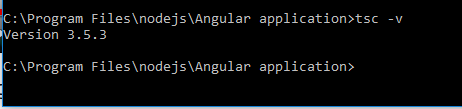 C:\Program Files\nodejs\Angular application>tsc -v
Version 3.5.3
C:\Program Files\nodejs\Angular application>